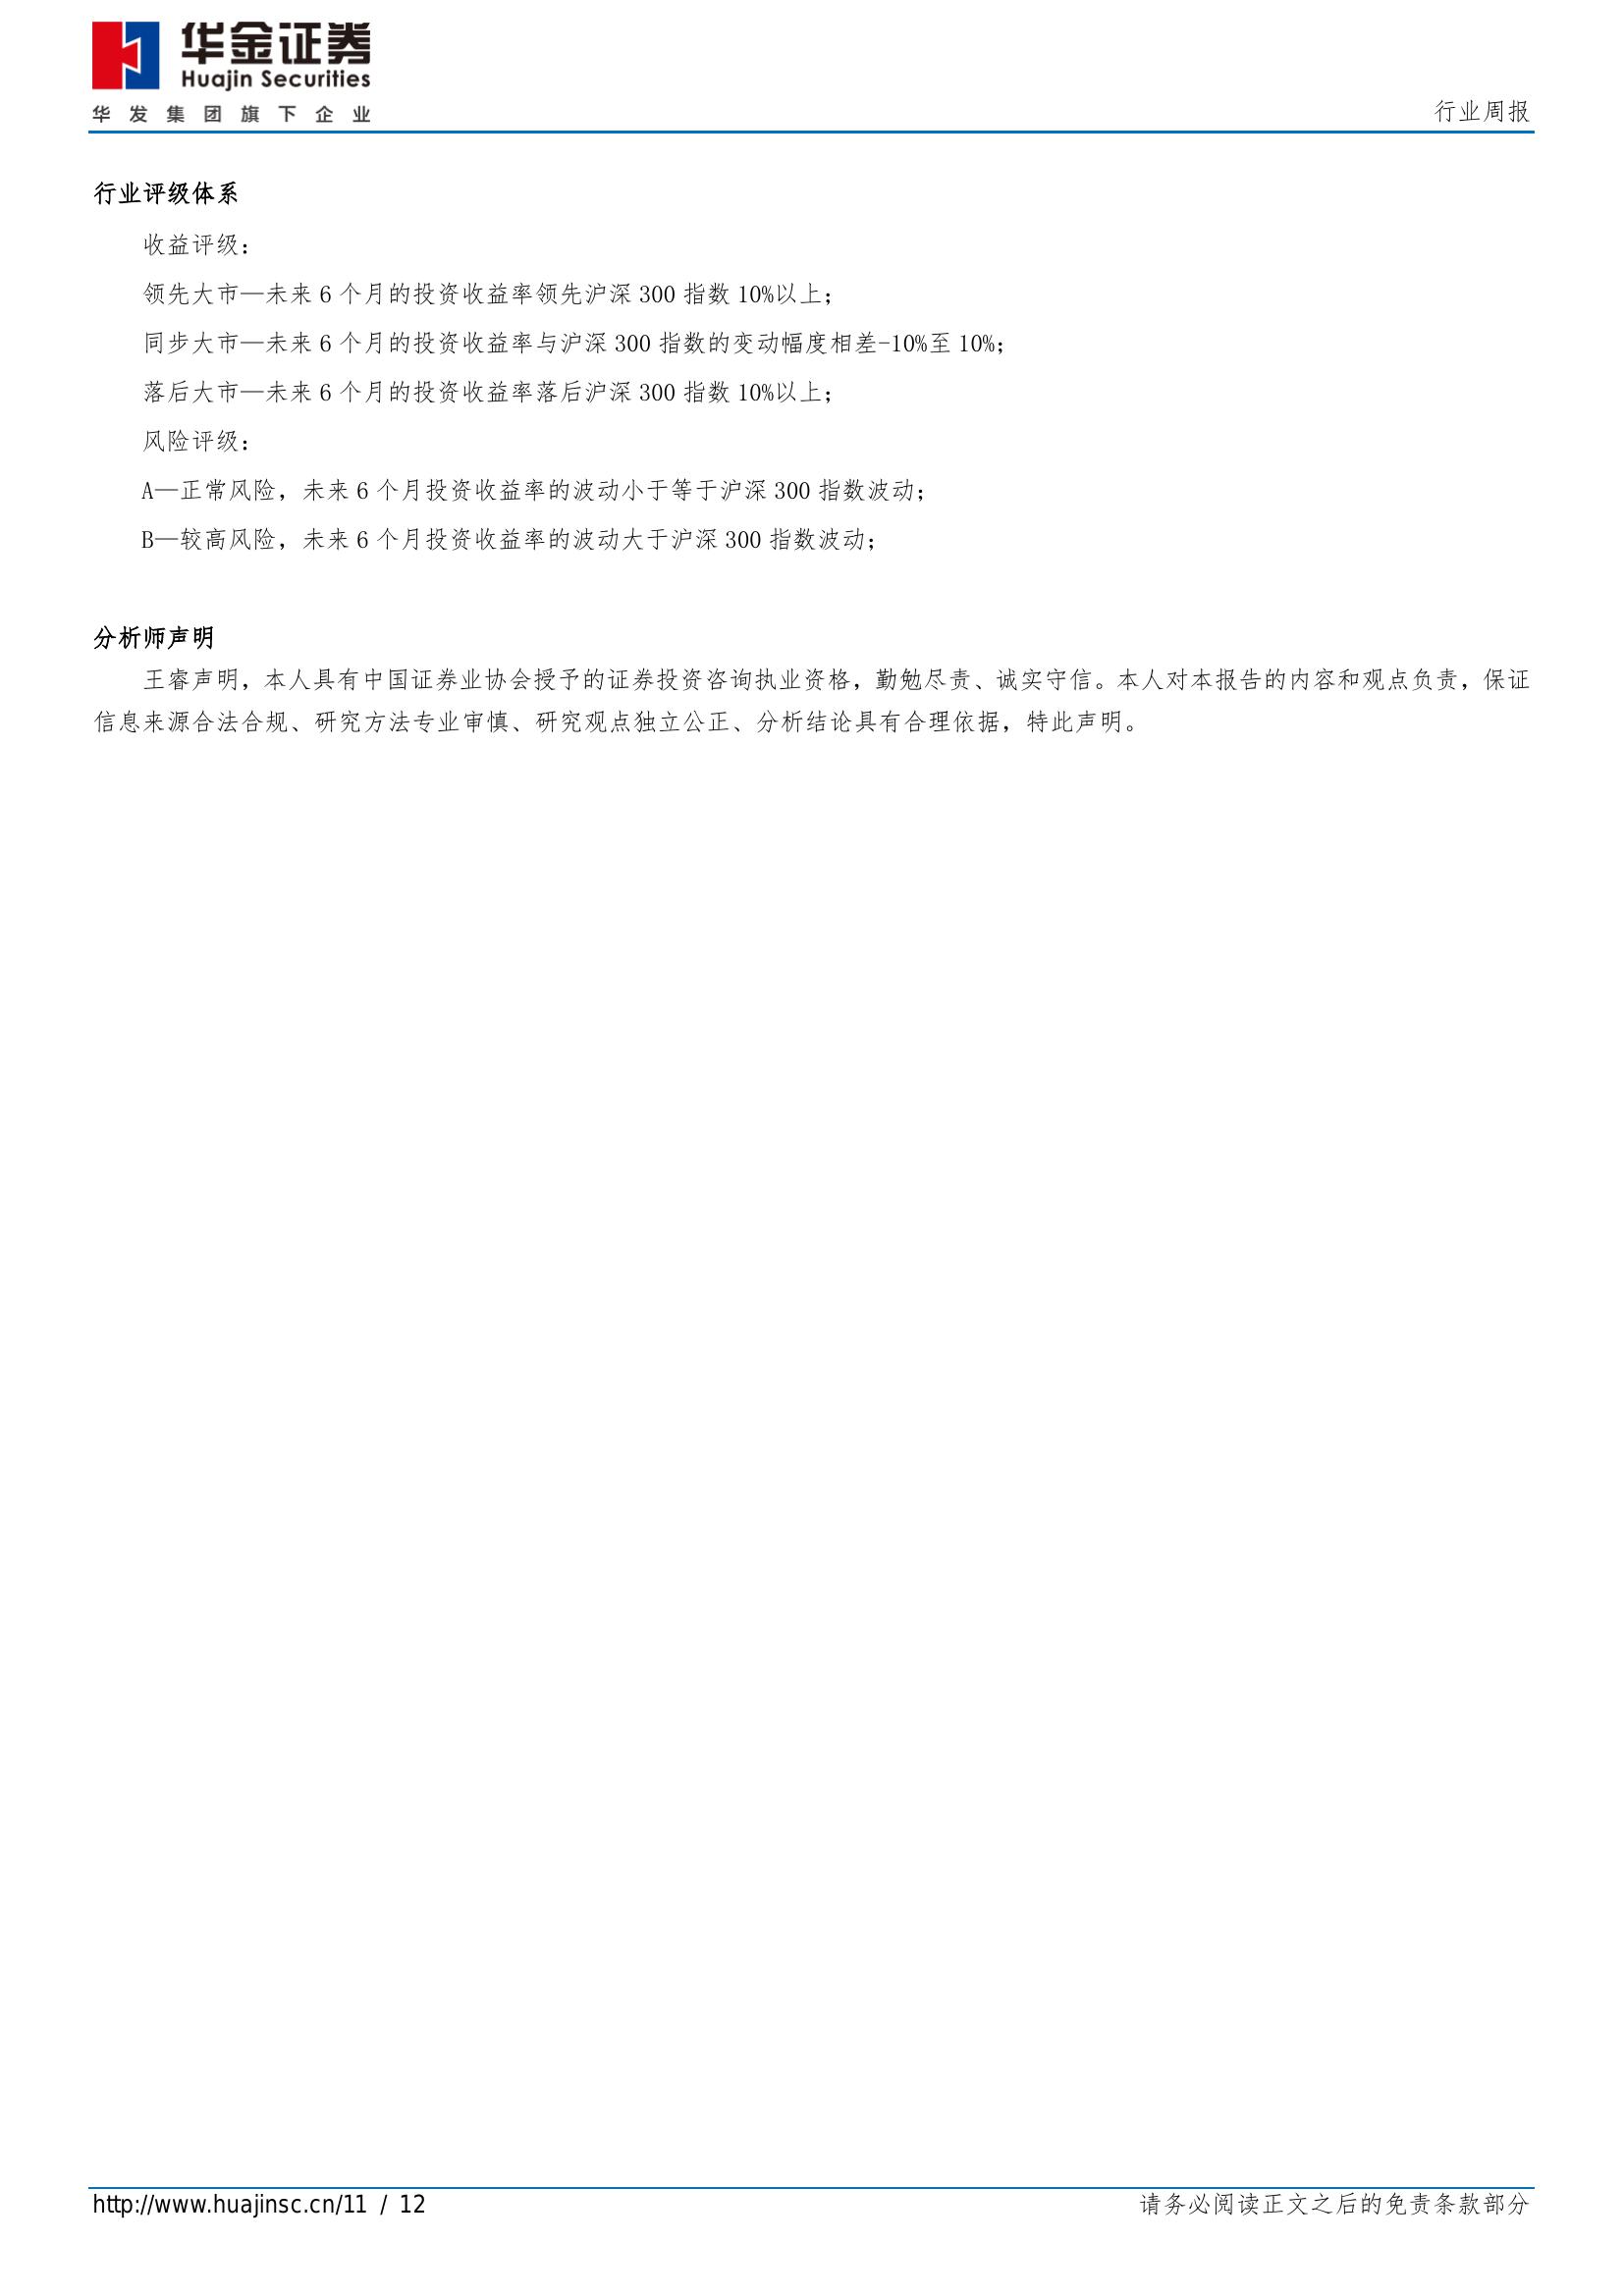 华金证券
Huajin Securities
华发集团旗下企业
行业周报
行业评级体系
收益评级：
领先大市—未来 6 个月的投资收益率领先沪深 300 指数 10%以上；
同步大市—未来 6 个月的投资收益率与沪深 300 指数的变动幅度相差-10%至 10%；
落后大市—未来 6 个月的投资收益率落后沪深 300 指数 10%以上；
风险评级：
A—正常风险，未来 6 个月投资收益率的波动小于等于沪深 300 指数波动；
B—较高风险，未来 6 个月投资收益率的波动大于沪深 300 指数波动；
分析师声明
王睿声明，本人具有中国证券业协会授予的证券投资咨询执业资格，勤勉尽责、诚实守信。本人对本报告的内容和观点负责，保证
信息来源合法合规、研究方法专业审慎、研究观点独立公正、分析结论具有合理依据，特此声明。
http://www.huajinsc.cn/11 / 12
请务必阅读正文之后的免责条款部分